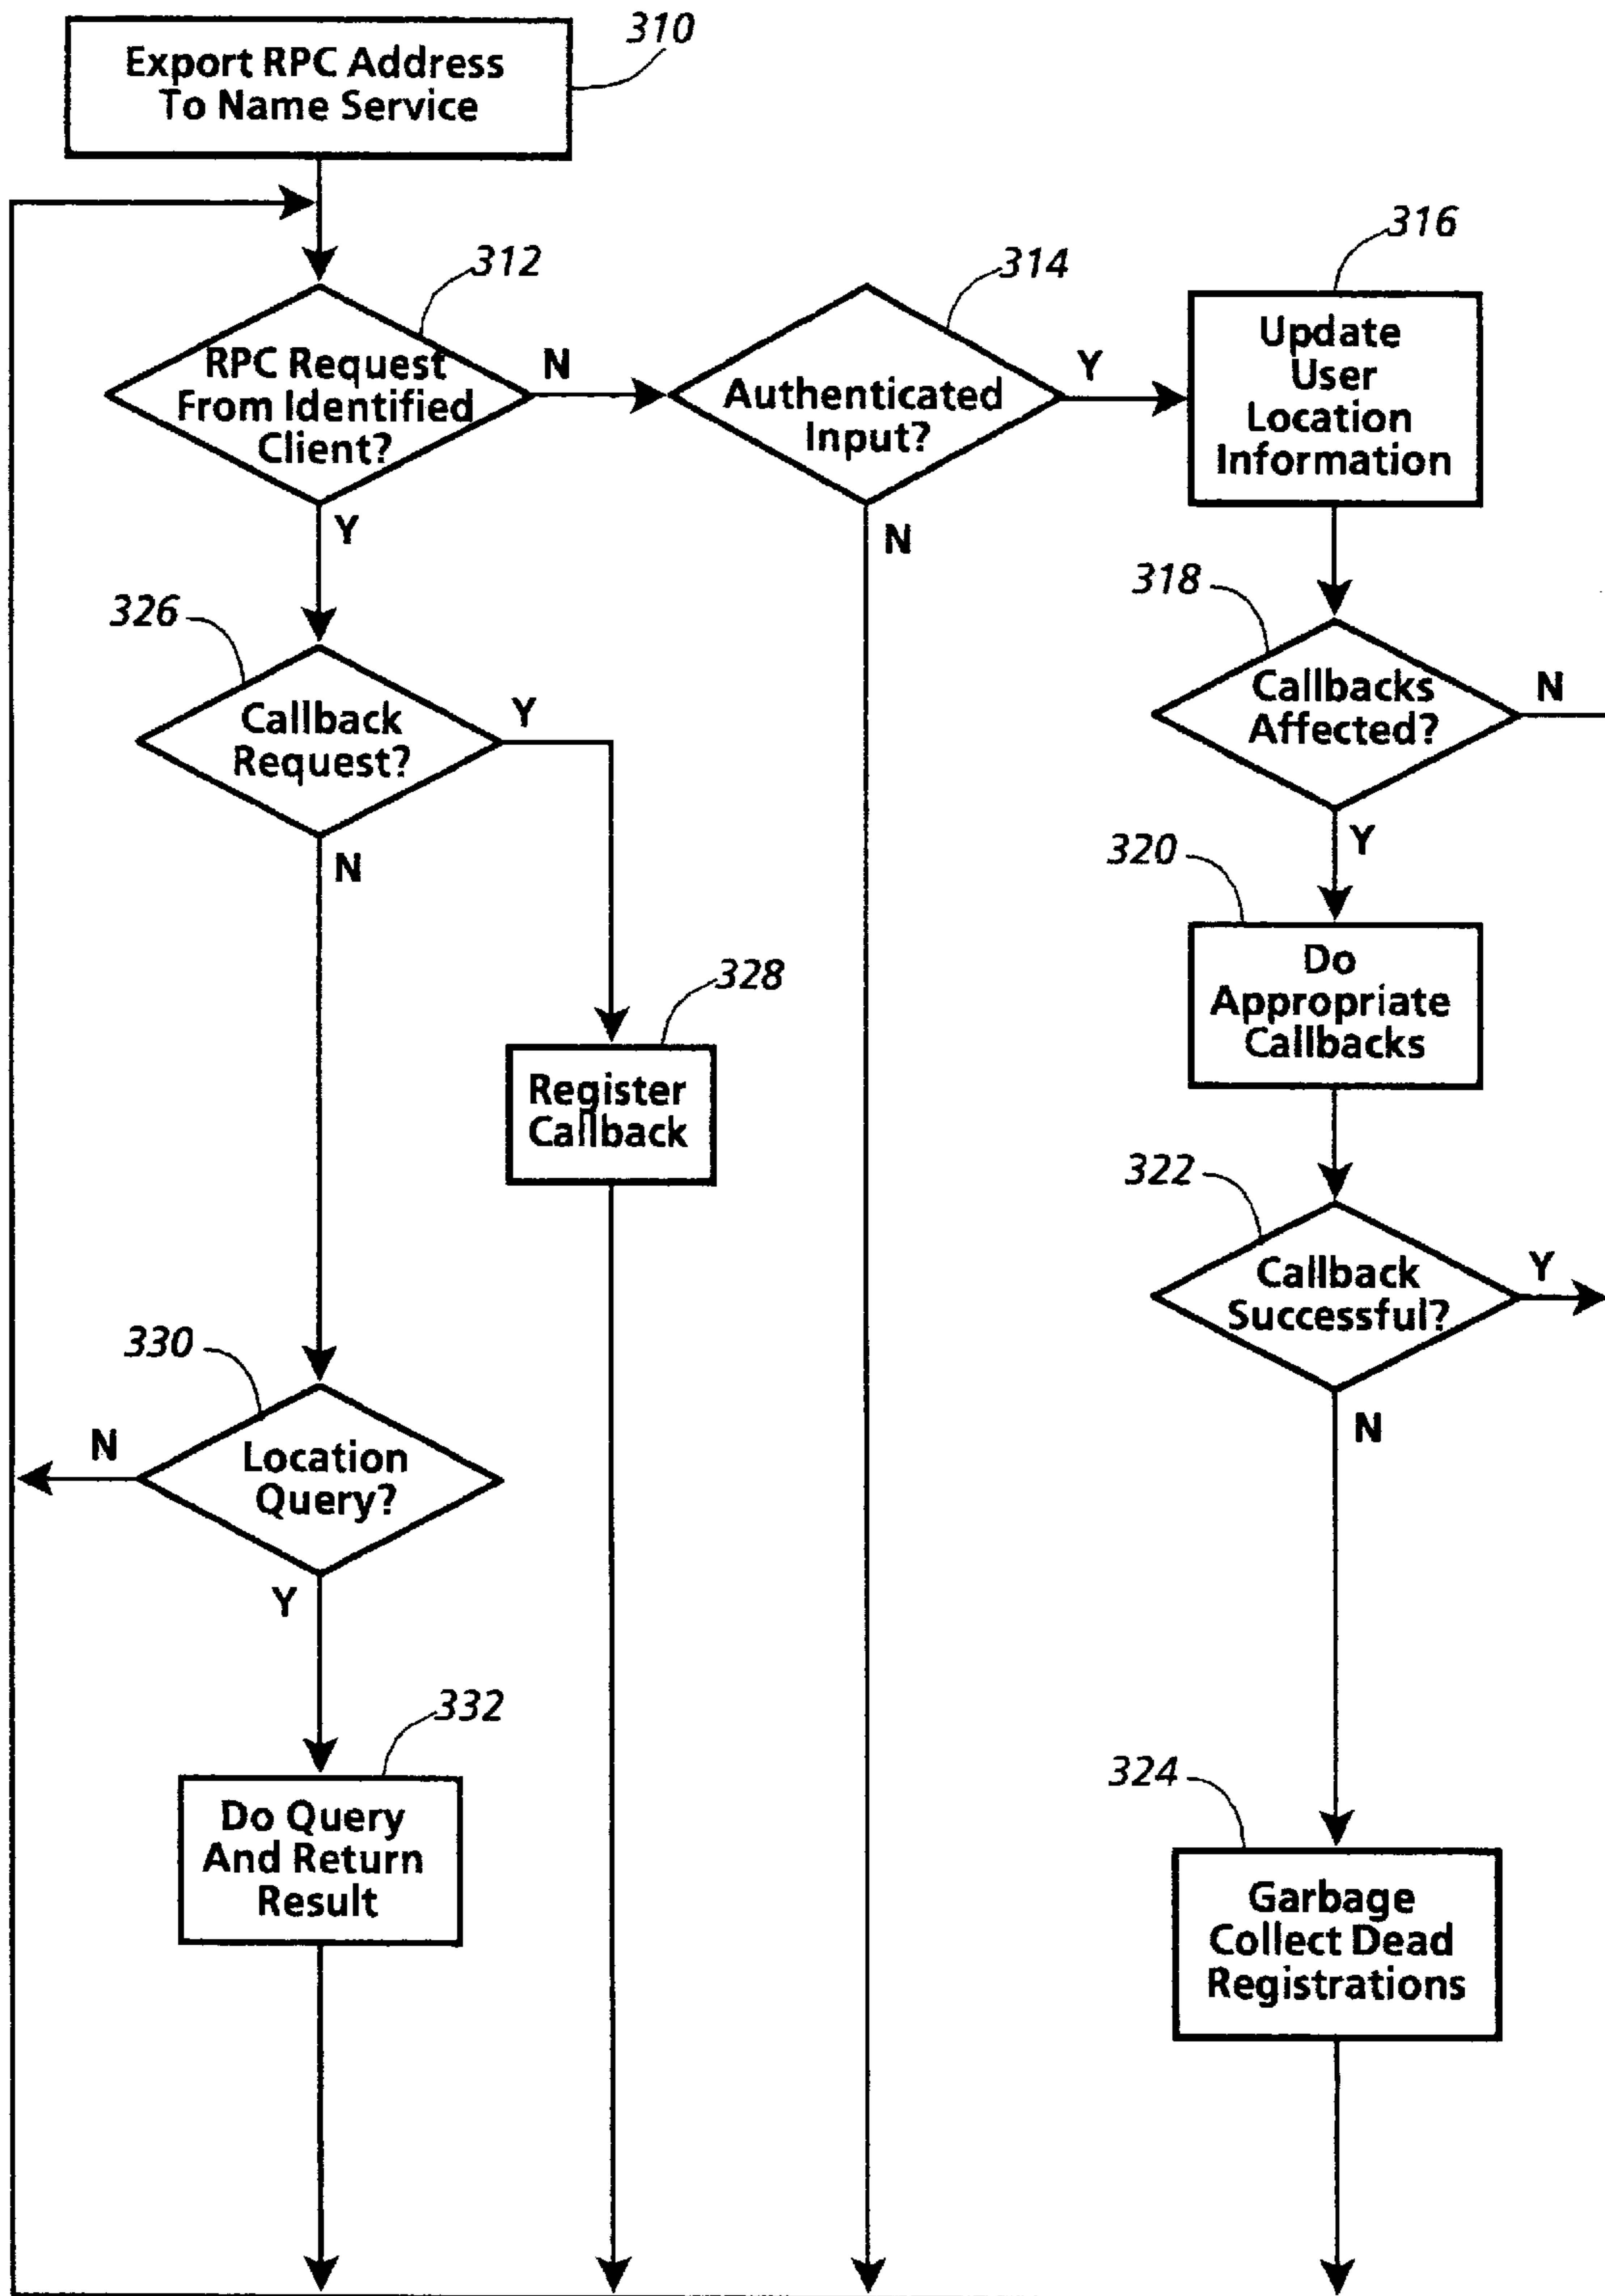 310
Export RPC Address
To Name Service
312
RPC Request
From Identified
Client?
N
Y
314
Authenticated
Input?
Y
N
316
Update
User
Location
Information
318
Callbacks
Affected?
N
Y
326
Callback
Request?
Y
N
320
Do
Appropriate
Callbacks
328
Register
Callback
322
Callback
Successful?
Y
N
330
Location
Query?
N
Y
332
Do Query
And Return
Result
324
Garbage
Collect Dead
Registrations